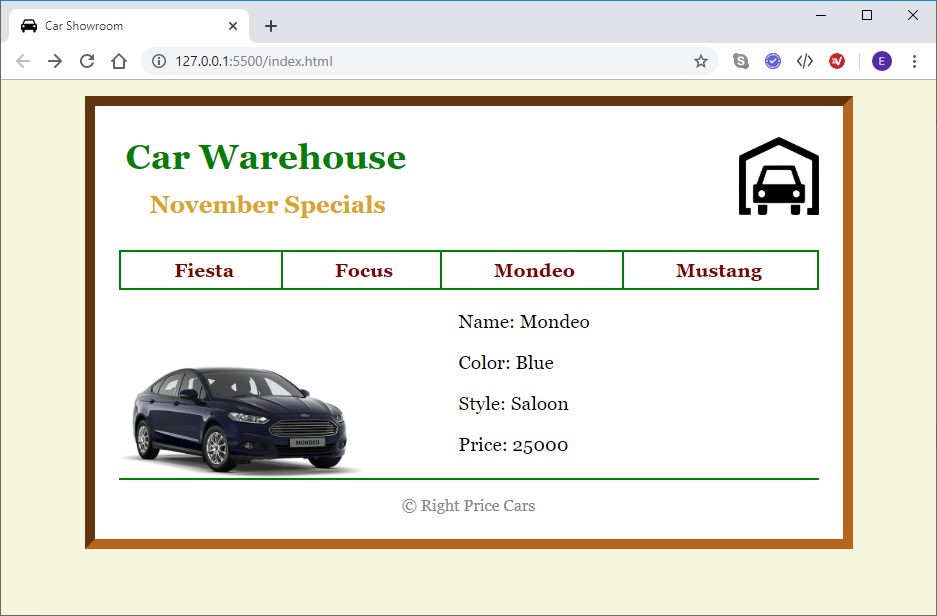 Car Showroom
127.0.0.1:5500/index.html
S
E
Car Warehouse
November Specials
Fiesta Focus Mondeo Mustang
Name: Mondeo
Color: Blue
Style: Saloon
Price: 25000
MONDEO
© Right Price Cars